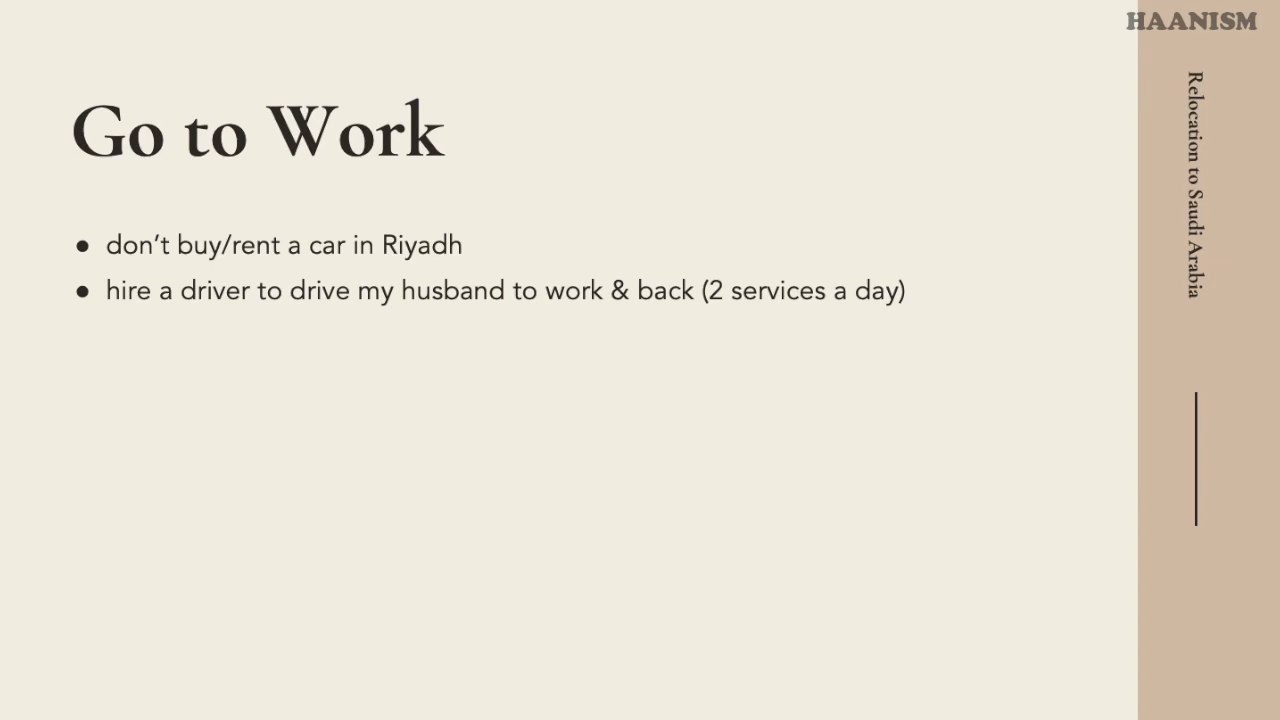 HAANISM
Go to Work
● don’t buy/rent a car in Riyadh
● hire a driver to drive my husband to work & back (2 services a day)
Relocation to Saudi Arabia